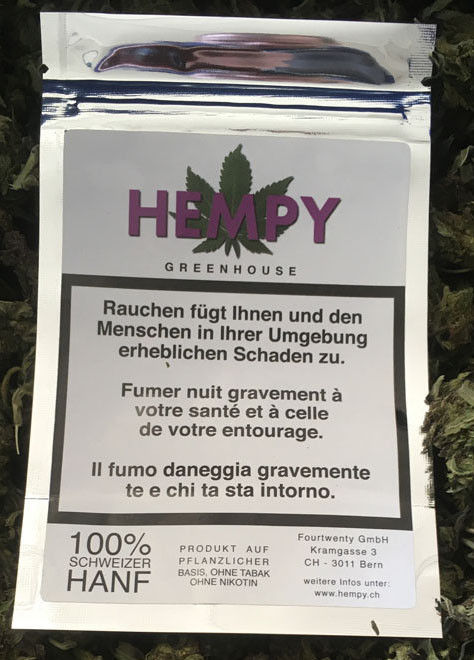 HEMPY
GREENHOUSE
Rauchen fügt Ihnen und den
Menschen in Ihrer Umgebung
erheblichen Schaden zu.
Fumer nuit gravement à
votre santé et à celle
de votre entourage.
Il fumo daneggia gravemente
te e chi ta sta intorno.
100%
SCHWEIZER
HANF
PRODUKT AUF
PFLANZLICHER
BASIS, OHNE TABAK
OHNE NIKOTIN
Fourtwenty GmbH
Kramgasse 3
CH - 3011 Bern
weitere Infos unter:
www.hempy.ch